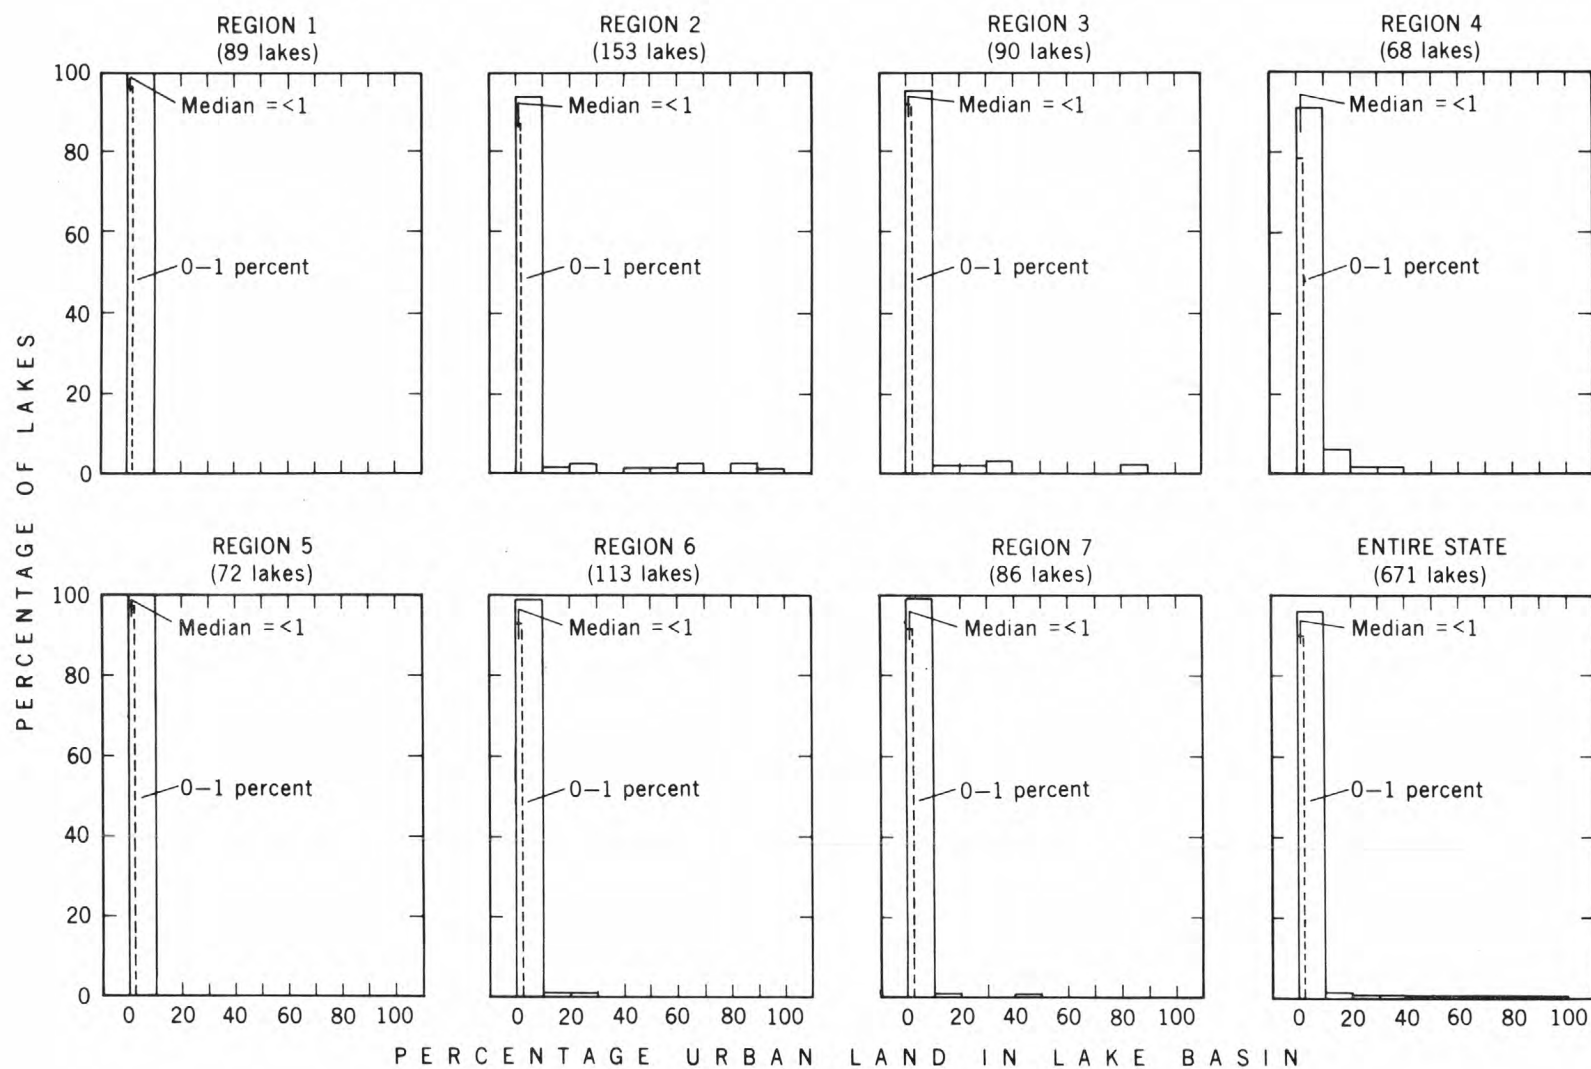 REGION 1
(89 lakes)
REGION 2
(153 lakes)
REGION 3
(90 lakes)
REGION 4
(68 lakes)
100
80
60
40
20
0
Median =<1
0–1 percent
Median =<1
0–1 percent
Median =<1
0–1 percent
Median =<1
0–1 percent
PERCENTAGE OF LAKES
REGION 5
(72 lakes)
REGION 6
(113 lakes)
REGION 7
(86 lakes)
ENTIRE STATE
(671 lakes)
100
80
60
40
20
0
Median =<1
0–1 percent
Median =<1
0–1 percent
Median =<1
0–1 percent
Median =<1
0–1 percent
0 20 40 60 80 100
0 20 40 60 80 100
0 20 40 60 80 100
0 20 40 60 80 100
PERCENTAGE URBAN LAND IN LAKE BASIN